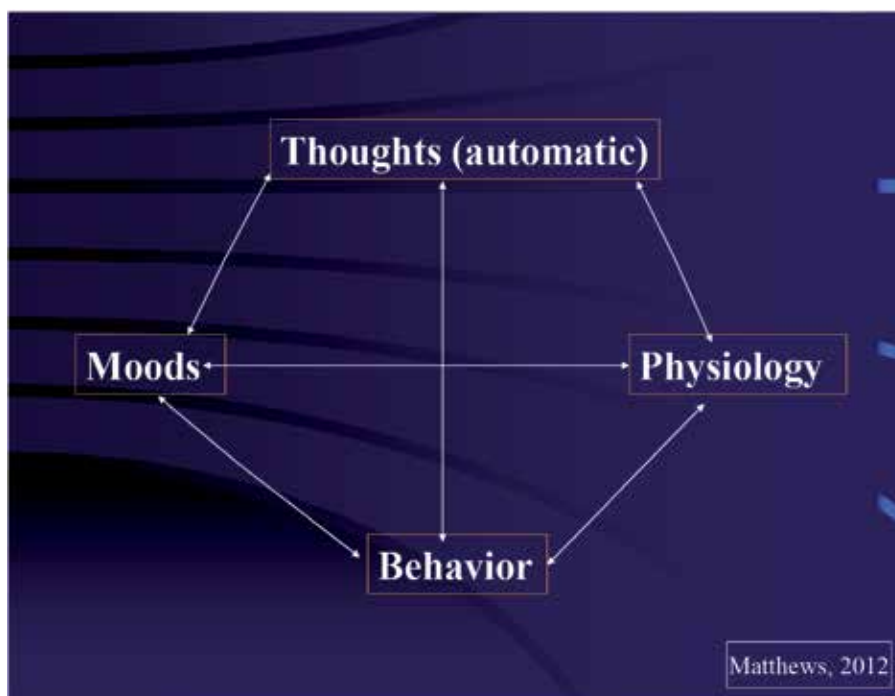 Thoughts (automatic)
Moods
Physiology
Behavior
Matthews, 2012